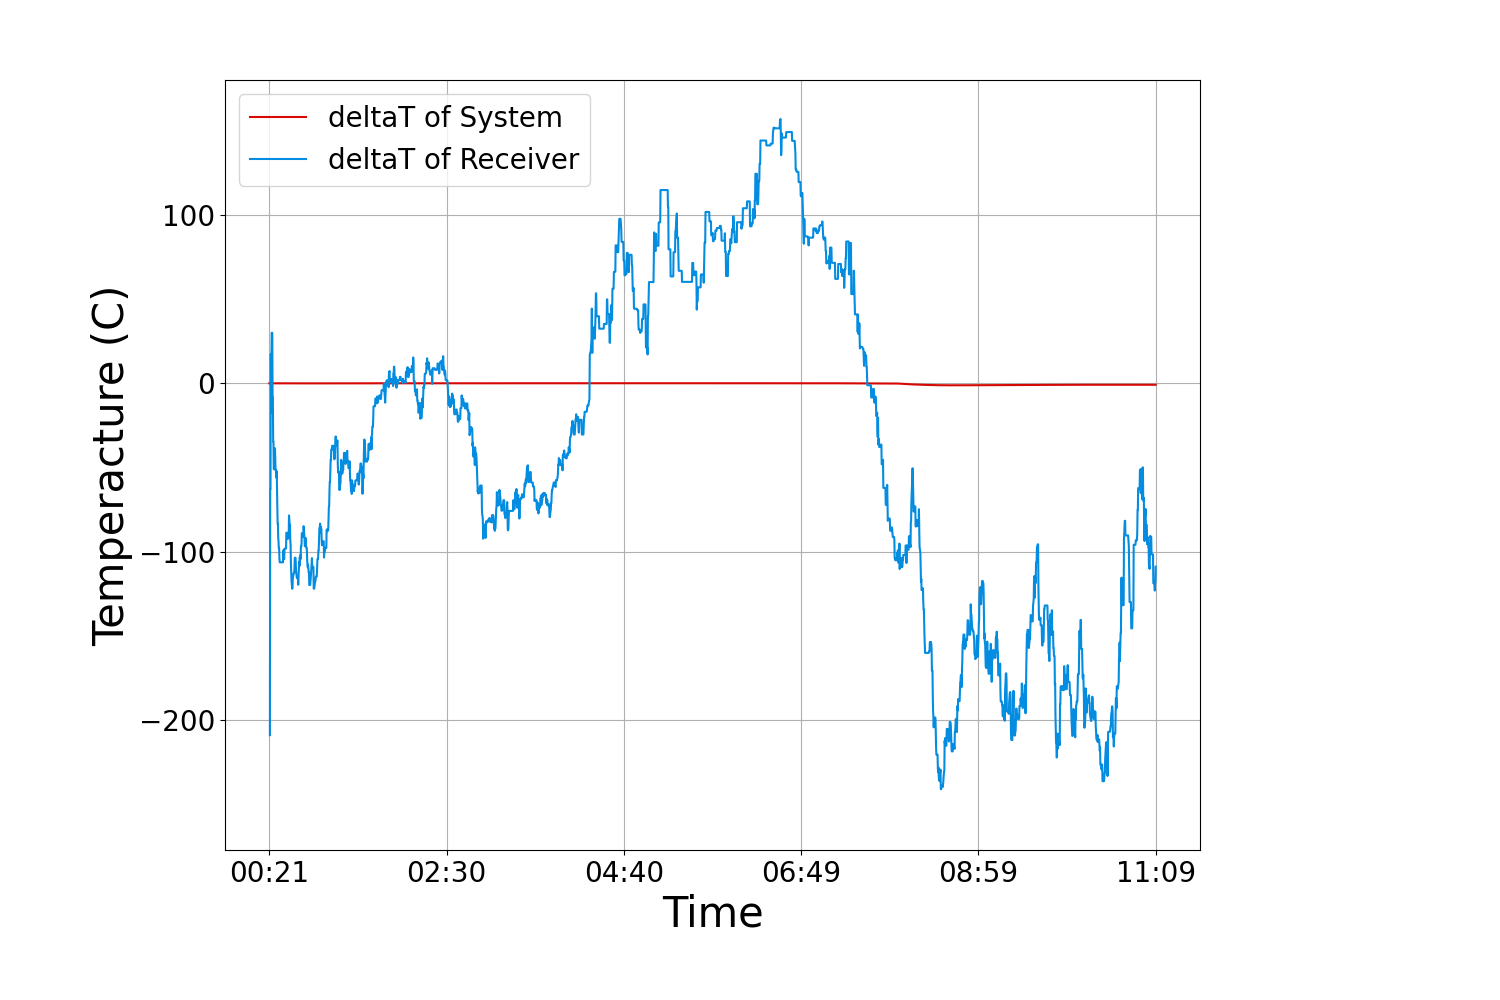 deltaT of System
deltaT of Receiver
Temperacture (C)
100
0
−100
−200
00:21 02:30 04:40 06:49 08:59 11:09
Time